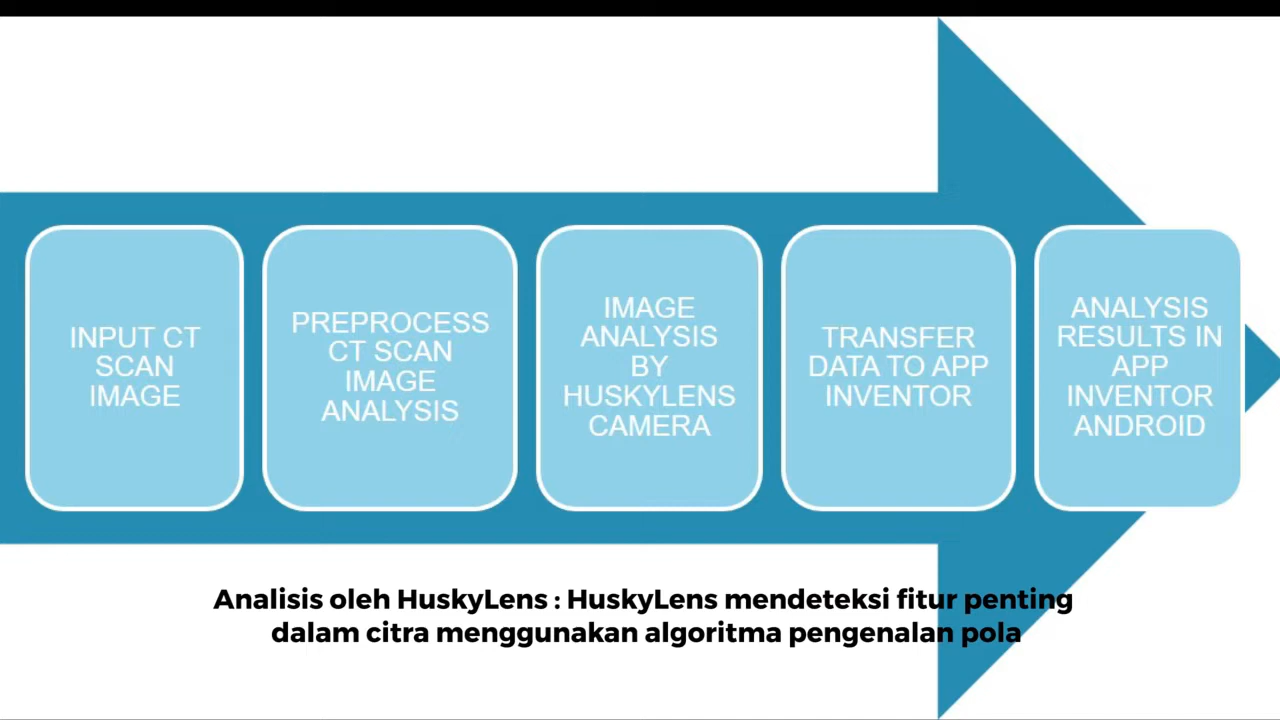 INPUT CT
SCAN
IMAGE
PREPROCESS
CT SCAN
IMAGE
ANALYSIS
IMAGE
ANALYSIS
BY
HUSKYLENS
CAMERA
TRANSFER
DATA TO APP
INVENTOR
ANALYSIS
RESULTS IN
APP
INVENTOR
ANDROID
Analisis oleh HuskyLens : HuskyLens mendeteksi fitur penting
dalam citra menggunakan algoritma pengenalan pola